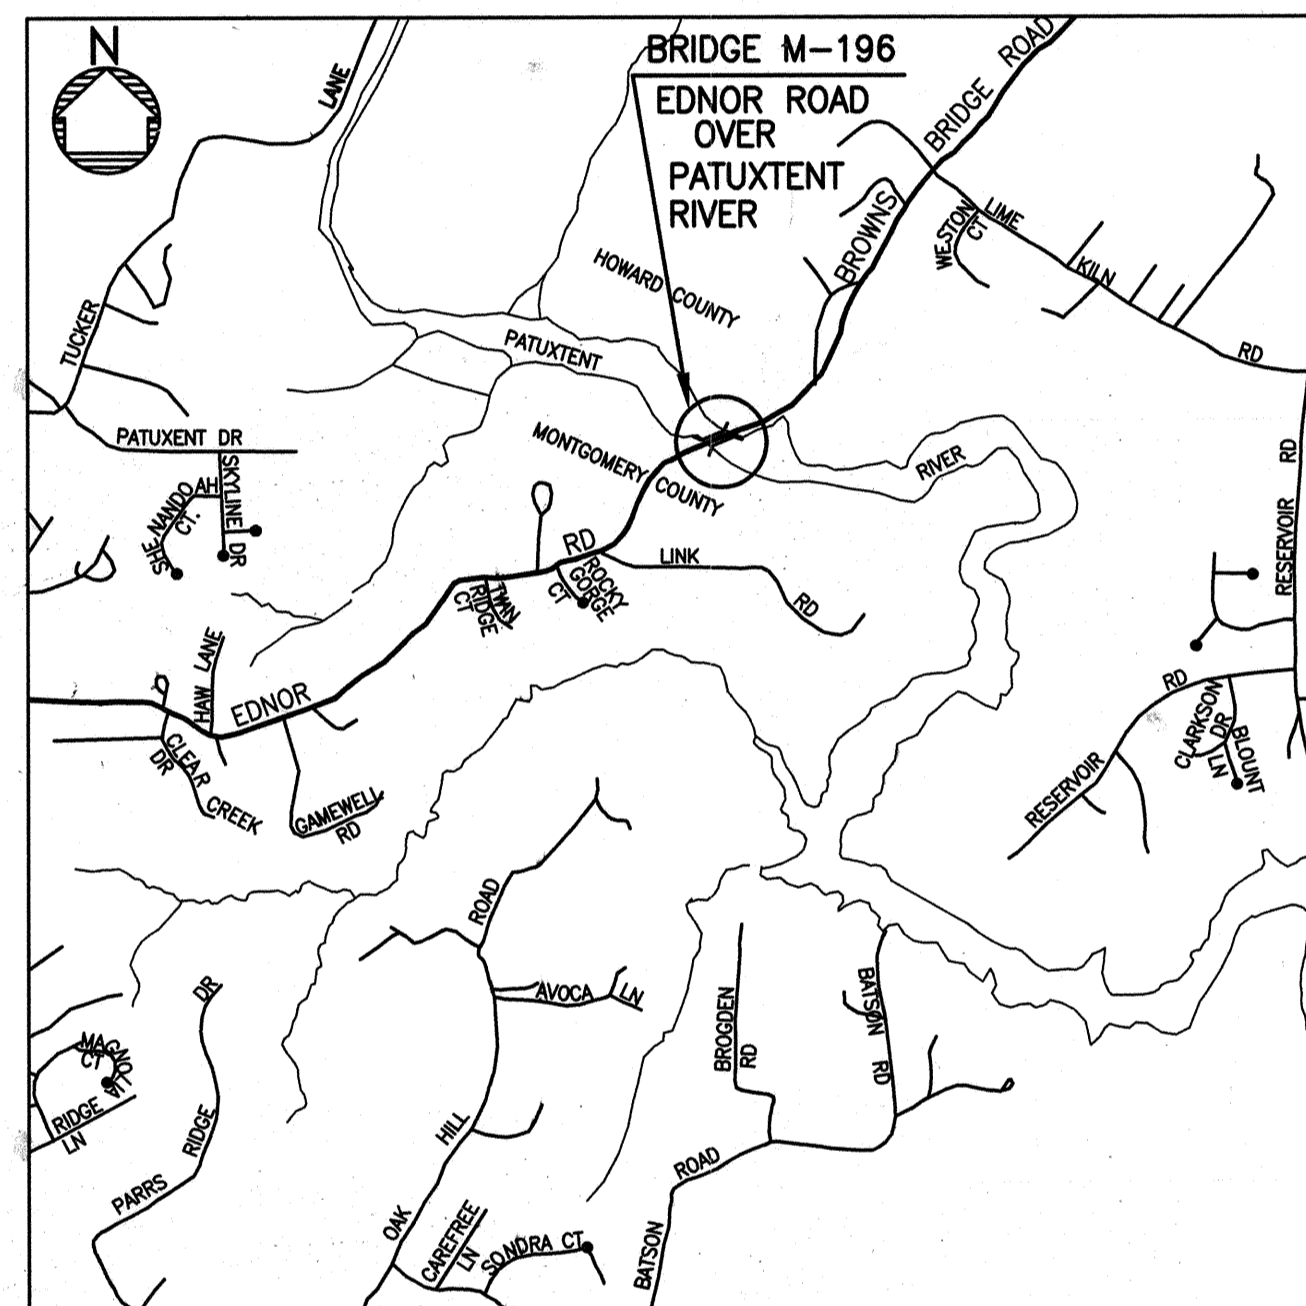 N
BRIDGE M-196
EDNOR ROAD
OVER
PATUXTENT
RIVER
LANE
TUCKER
BRIDGE ROAD
BROWNS
WESTON
CT
LIME
KILN
RD
HOWARD COUNTY
PATUXTENT
RIVER
MONTGOMERY COUNTY
PATUXENT DR
SKYLINE DR
SHENANDOAH
CT.
RESERVOIR RD
RD
LINK
RD
ROCKY
GORGE
CT
TWIN
RIDGE
CT
HAW LANE
EDNOR
CLEAR
CREEK
DR
GAMEWELL
RD
RD
RESERVOIR
CLARKSON
DR
BLOUNT
LN
ROAD
AVOCA LN
HILL
OAK
DR
RIDGE
PARRS
MAGNOLIA
CT
RIDGE
LN
BROGDEN
RD
BATSON RD
ROAD
BATSON
CAREFREE
LN
SONDRA CT